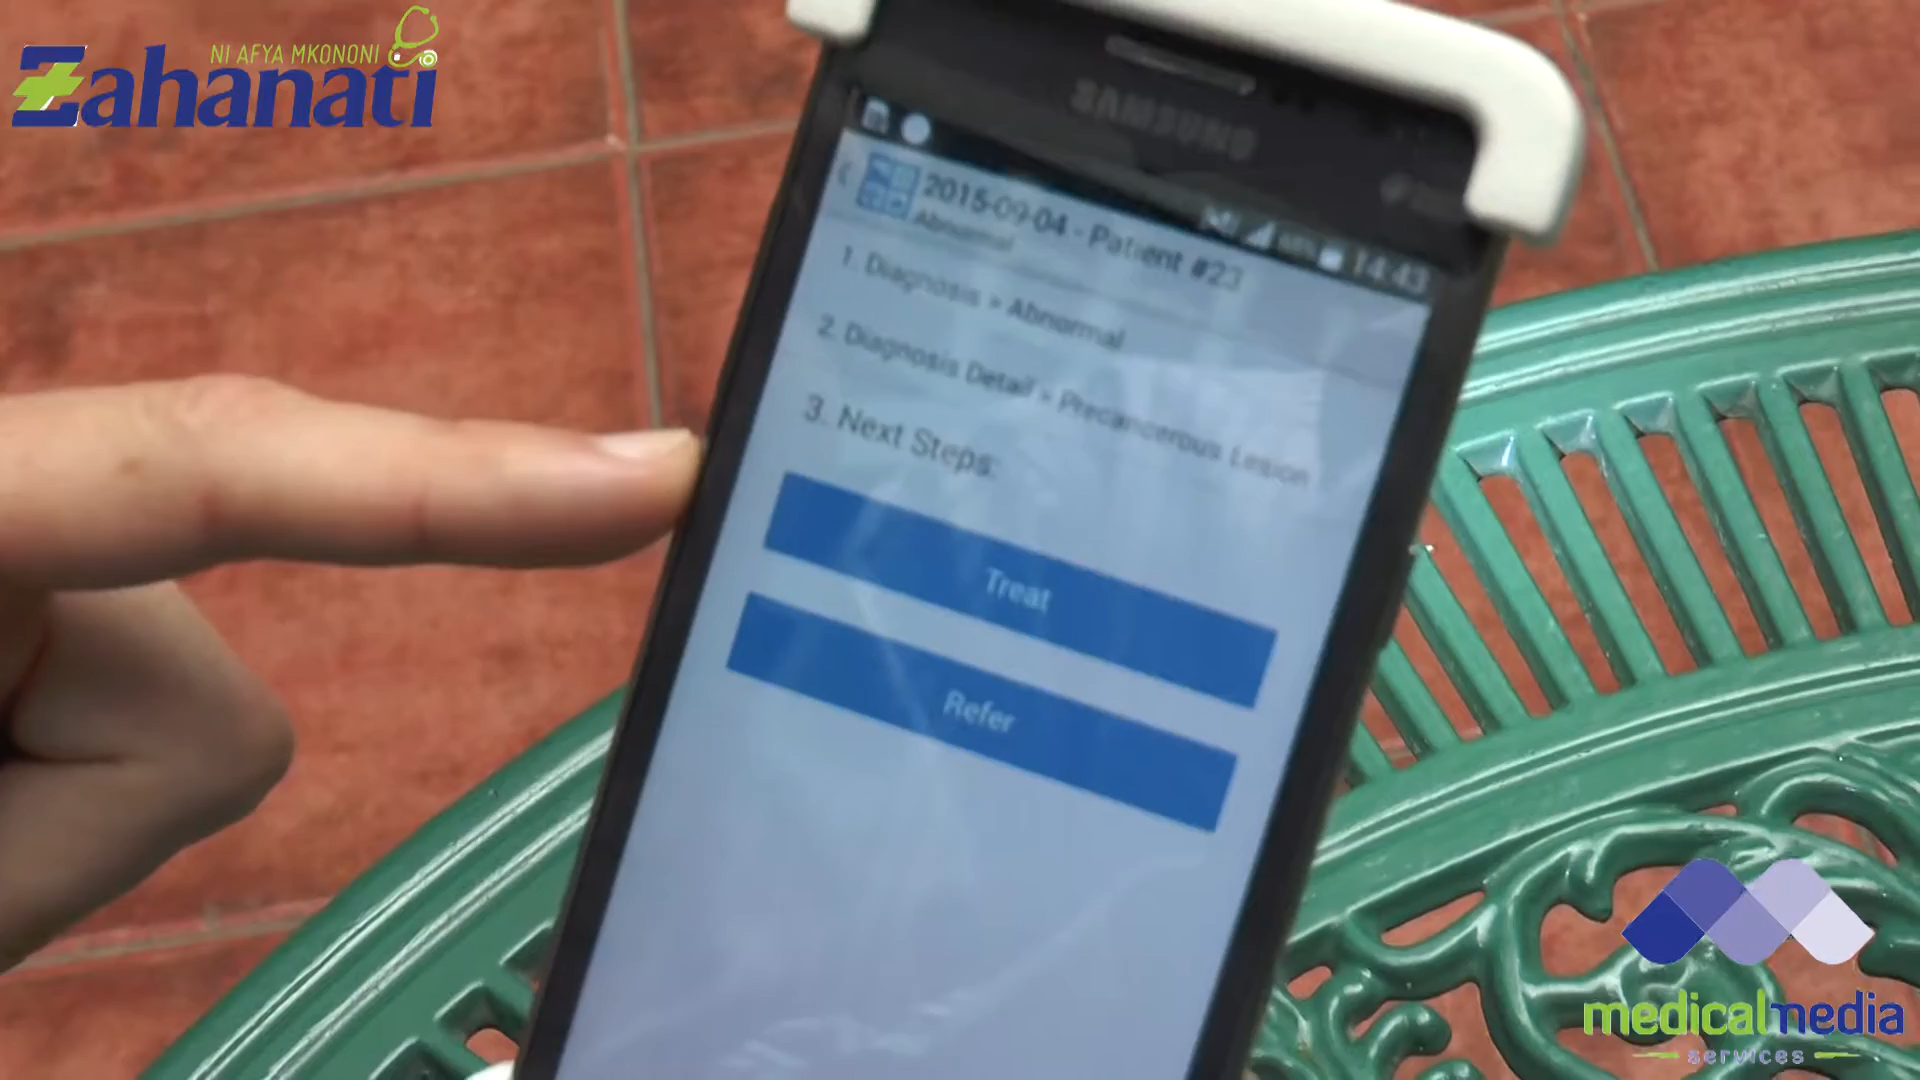 NI AFYA MKONONI
Zahanati
SAMSUNG
14:43
2015-09-04 - Patient #23
Abnormal
1. Diagnosis > Abnormal
2. Diagnosis Detail > Precancerous Lesion
3. Next Steps:
Treat
Refer
medicalmedia
services